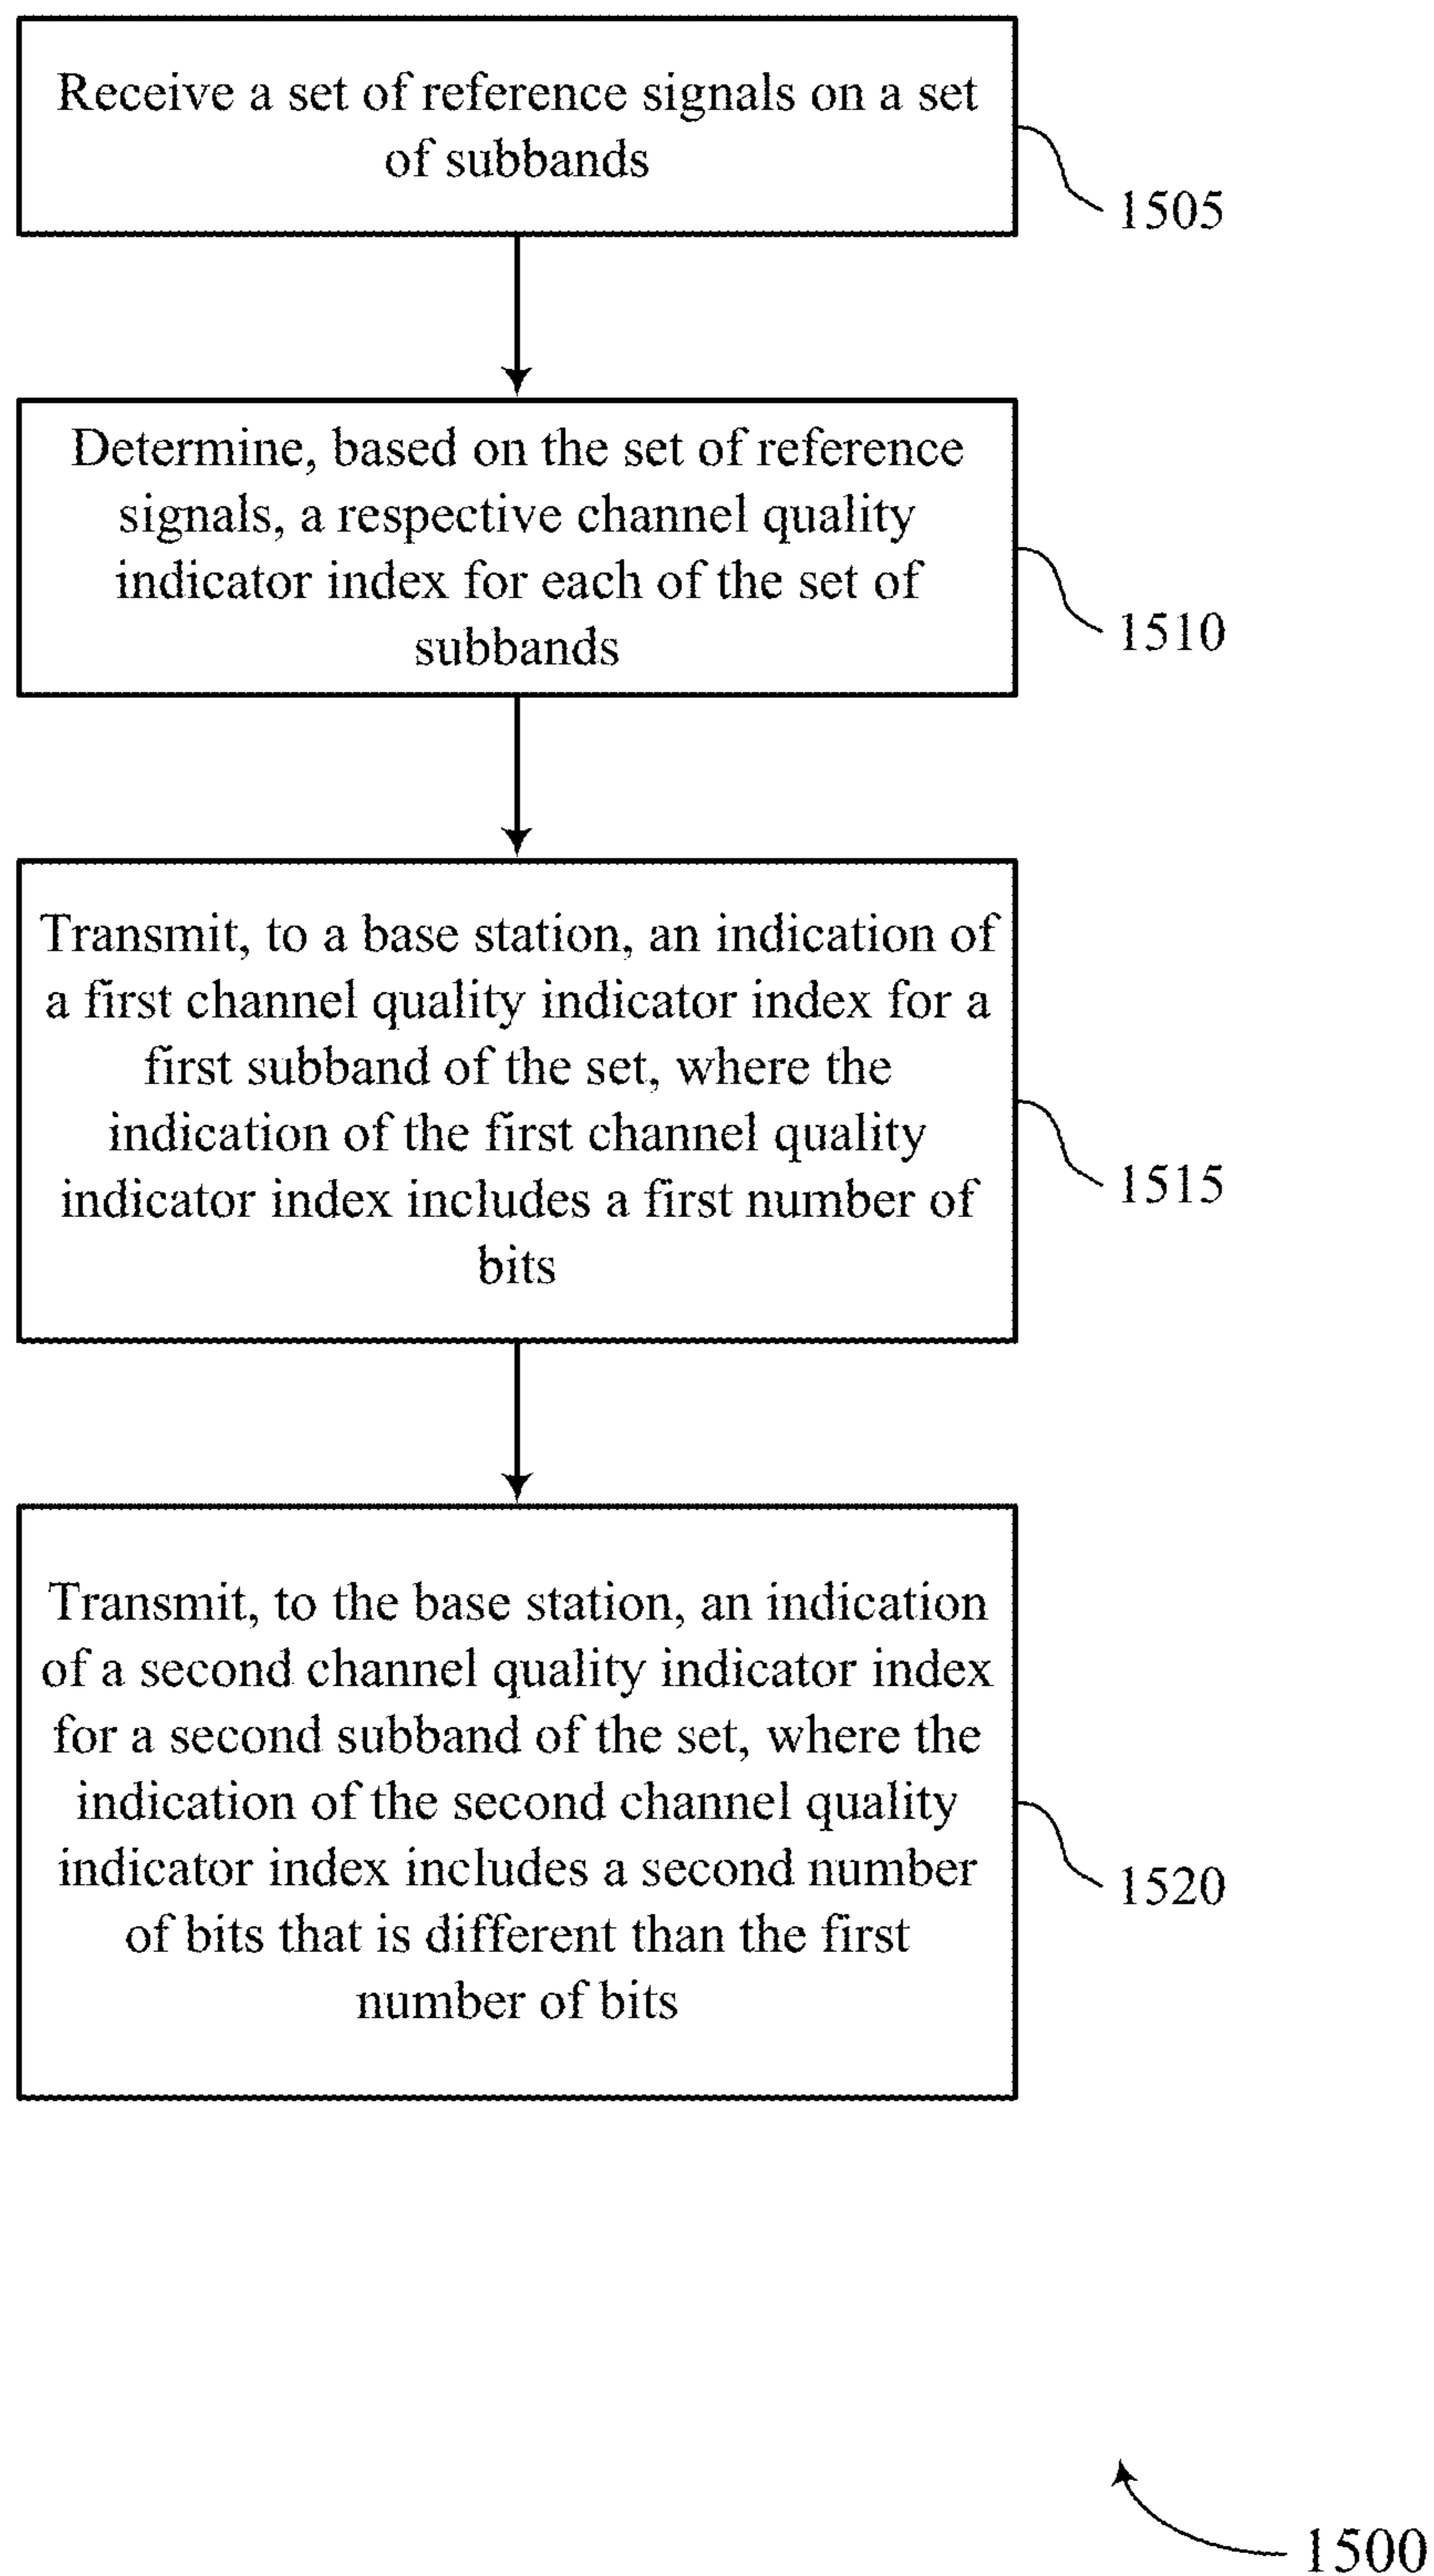 Receive a set of reference signals on a set
of subbands
1505
Determine, based on the set of reference
signals, a respective channel quality
indicator index for each of the set of
subbands
1510
Transmit, to a base station, an indication of
a first channel quality indicator index for a
first subband of the set, where the
indication of the first channel quality
indicator index includes a first number of
bits
1515
Transmit, to the base station, an indication
of a second channel quality indicator index
for a second subband of the set, where the
indication of the second channel quality
indicator index includes a second number
of bits that is different than the first
number of bits
1520
1500